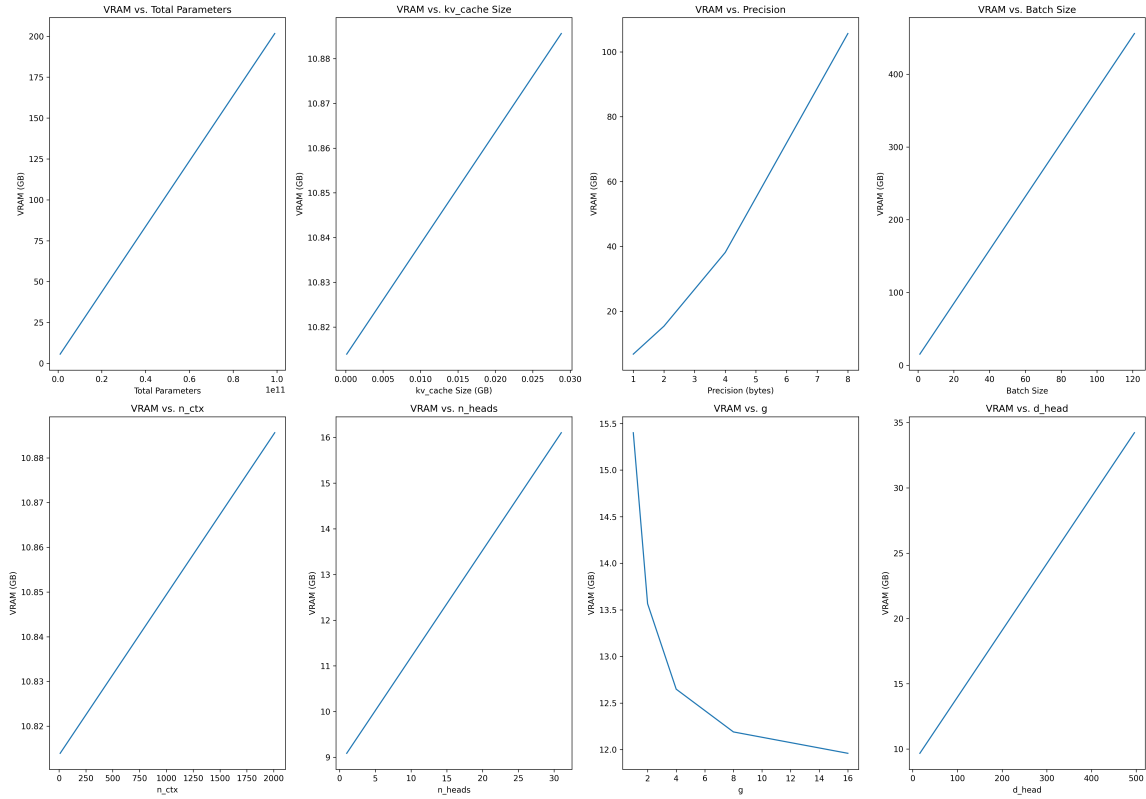 VRAM vs. Total Parameters
VRAM (GB)
200
175
150
125
100
75
50
25
0
0.0 0.2 0.4 0.6 0.8 1.0
Total Parameters
1e11
VRAM vs. kv_cache Size
VRAM (GB)
10.88
10.87
10.86
10.85
10.84
10.83
10.82
0.000 0.005 0.010 0.015 0.020 0.025 0.030
kv_cache Size (GB)
VRAM vs. Precision
VRAM (GB)
100
80
60
40
20
1 2 3 4 5 6 7 8
Precision (bytes)
VRAM vs. Batch Size
VRAM (GB)
400
300
200
100
0
0 20 40 60 80 100 120
Batch Size
VRAM vs. n_ctx
VRAM (GB)
10.88
10.87
10.86
10.85
10.84
10.83
10.82
0 250 500 750 1000 1250 1500 1750 2000
n_ctx
VRAM vs. n_heads
VRAM (GB)
16
15
14
13
12
11
10
9
0 5 10 15 20 25 30
n_heads
VRAM vs. g
VRAM (GB)
15.5
15.0
14.5
14.0
13.5
13.0
12.5
12.0
2 4 6 8 10 12 14 16
g
VRAM vs. d_head
VRAM (GB)
35
30
25
20
15
10
0 100 200 300 400 500
d_head